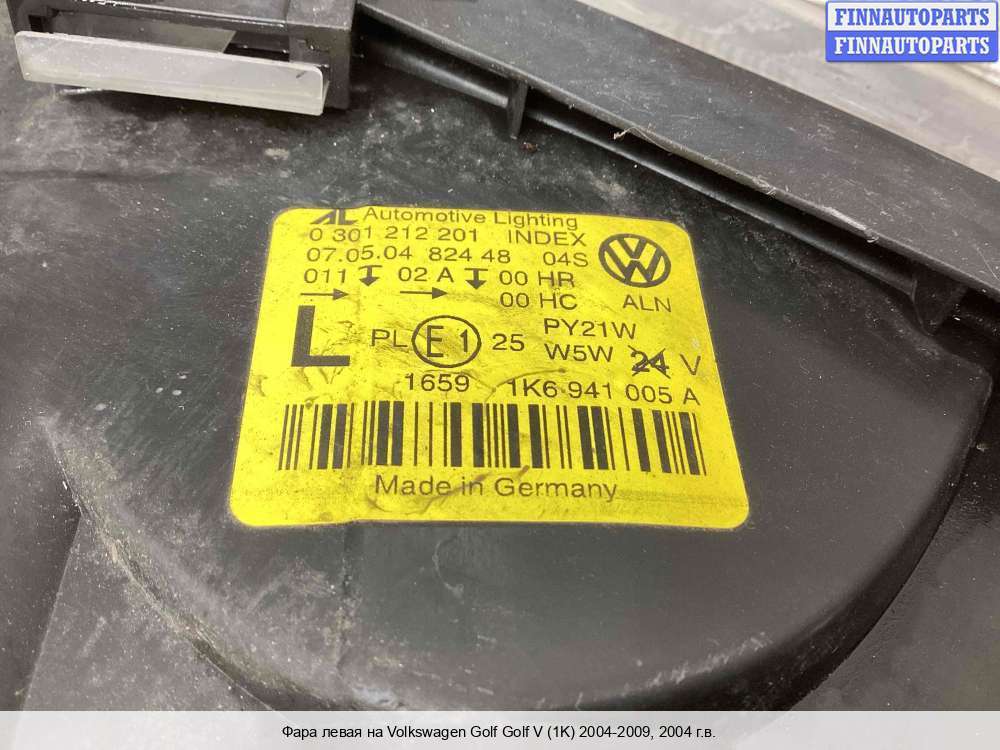 FINNAUTOPARTS
FINNAUTOPARTS
AL Automotive Lighting
0 301 212 201 INDEX
07.05.04 824 48 04S
011 02 A 00 HR
00 HC ALN
L PL E1 25 PY21W
W5W 24 V
1659 1K6 941 005 A
Made in Germany
Фара левая на Volkswagen Golf Golf V (1K) 2004-2009, 2004 г.в.